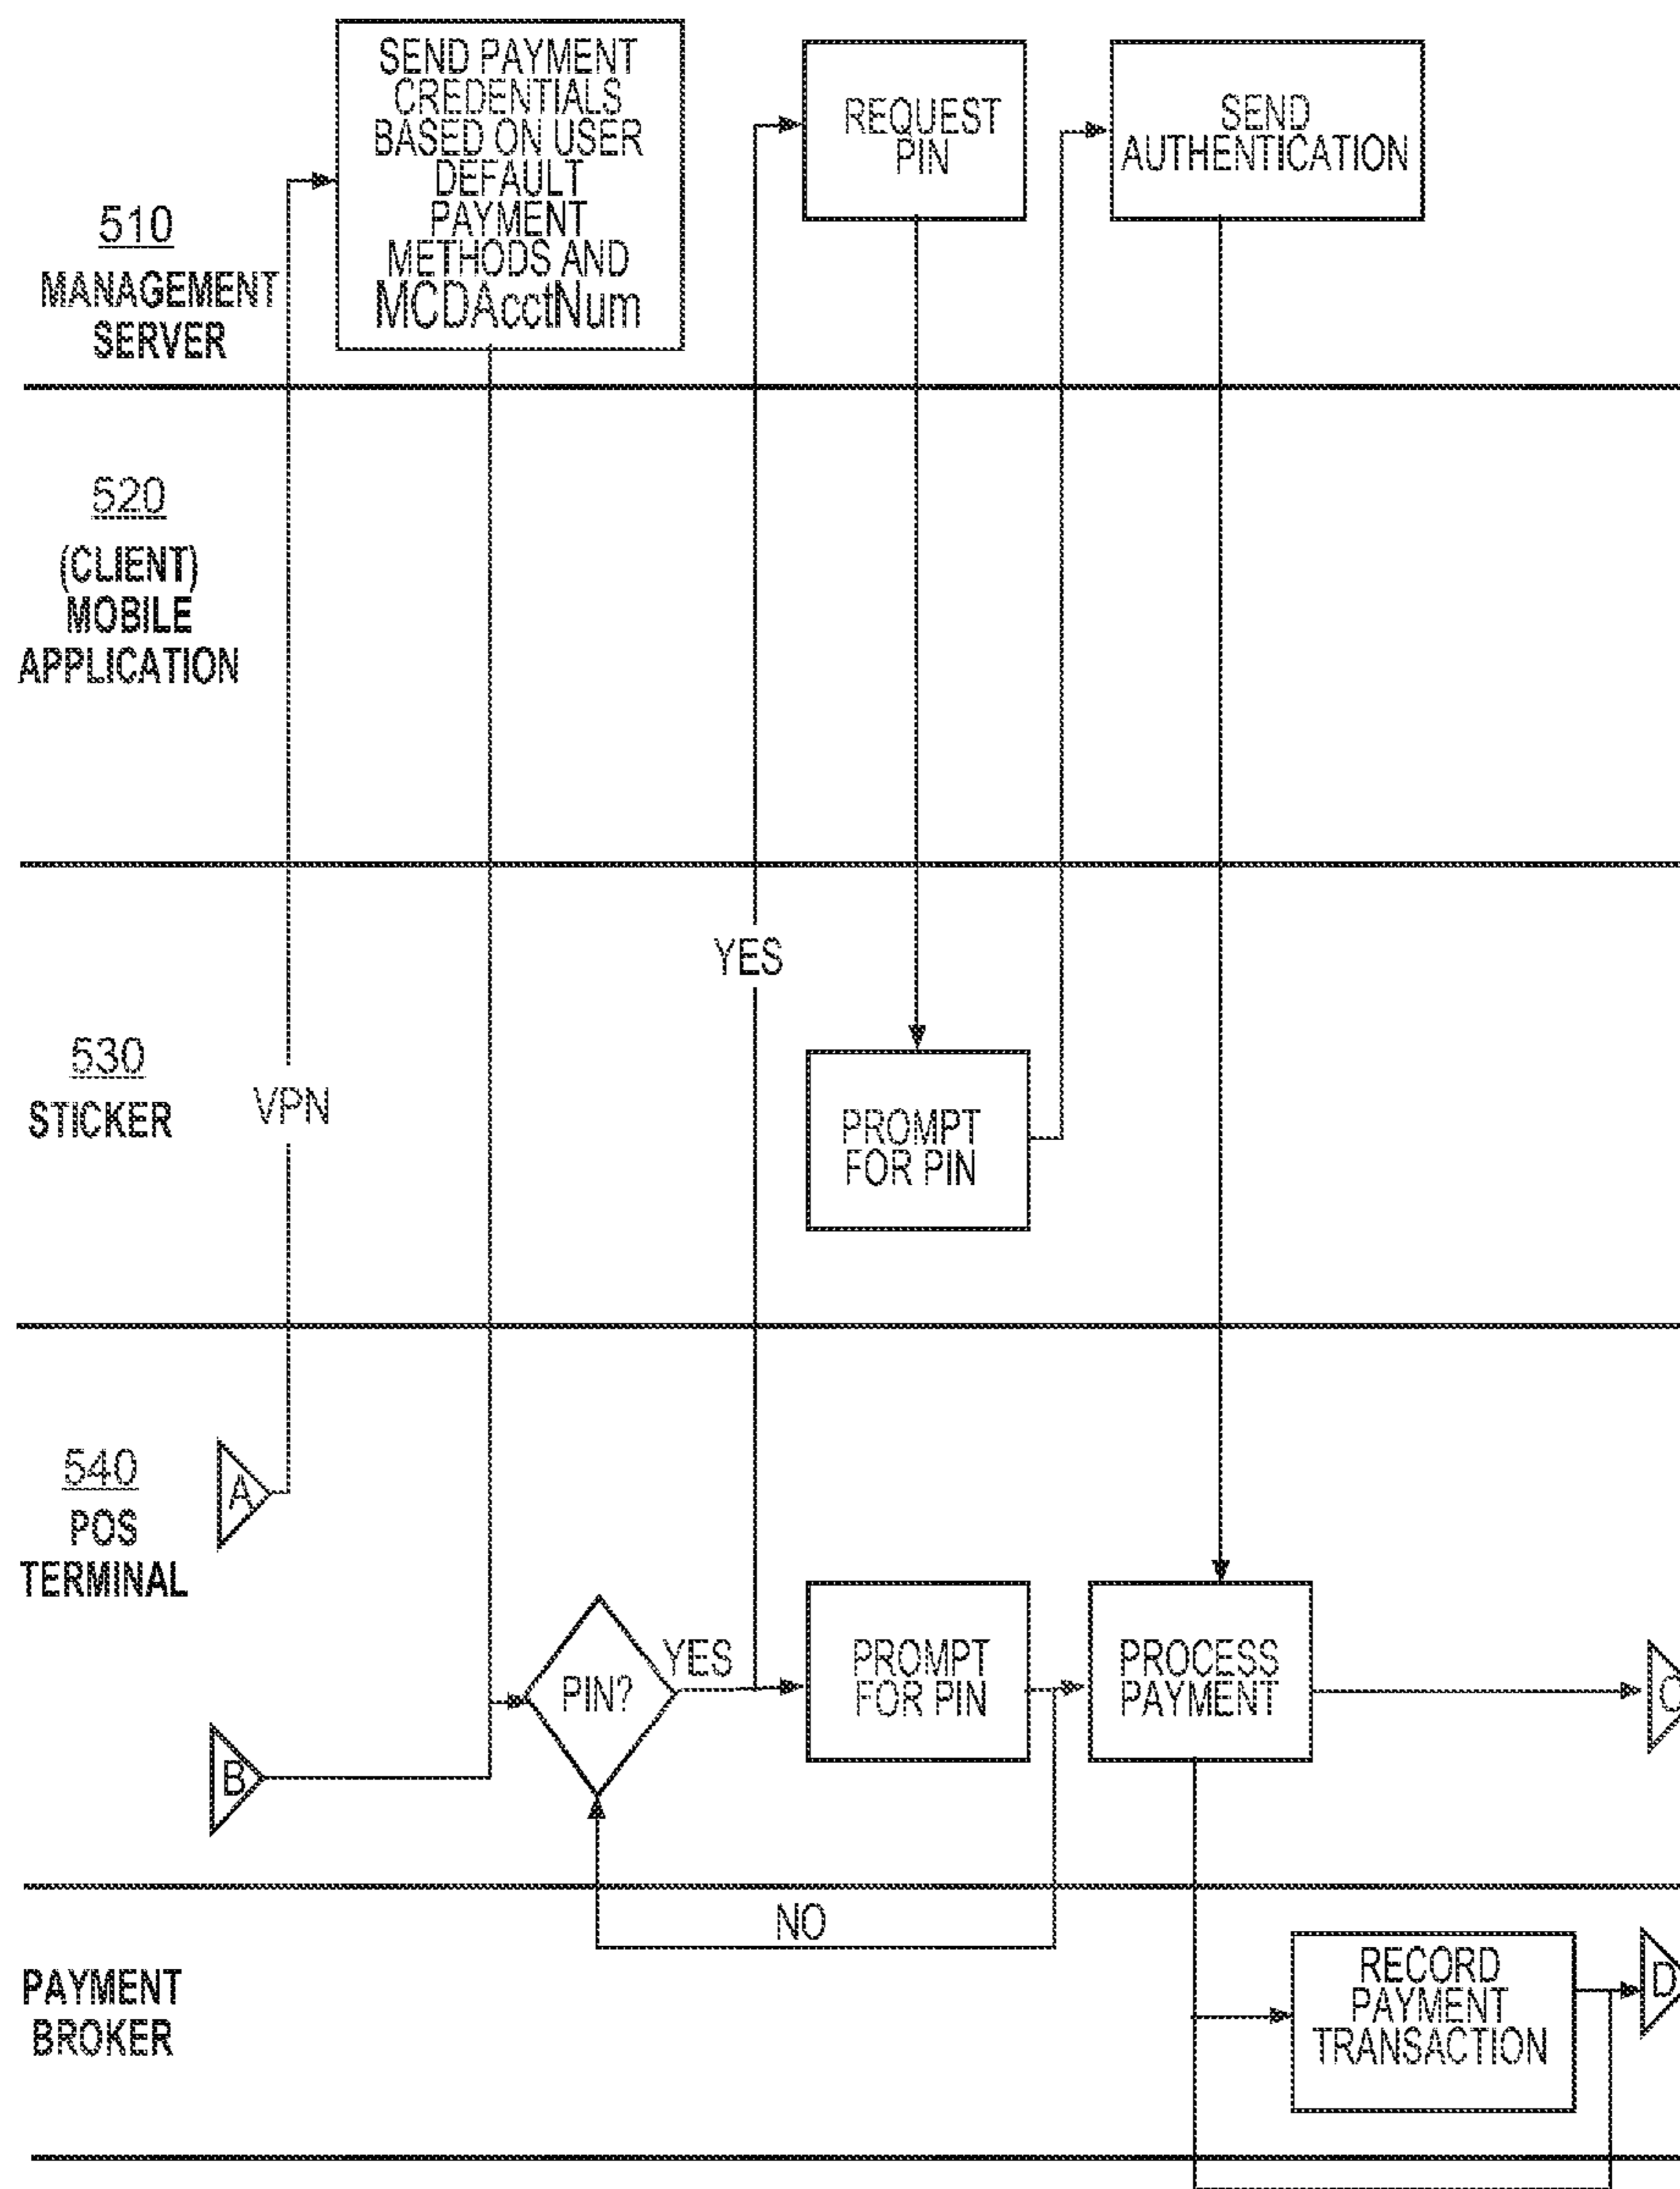 SEND PAYMENT
CREDENTIALS
BASED ON USER
DEFAULT
PAYMENT
METHODS AND
MCDAcctNum
REQUEST
PIN
SEND
AUTHENTICATION
510
MANAGEMENT
SERVER
520
(CLIENT)
MOBILE
APPLICATION
YES
530
STICKER
VPN
PROMPT
FOR PIN
540
POS
TERMINAL
A
B
PIN?
YES
PROMPT
FOR PIN
PROCESS
PAYMENT
C
NO
PAYMENT
BROKER
RECORD
PAYMENT
TRANSACTION
D